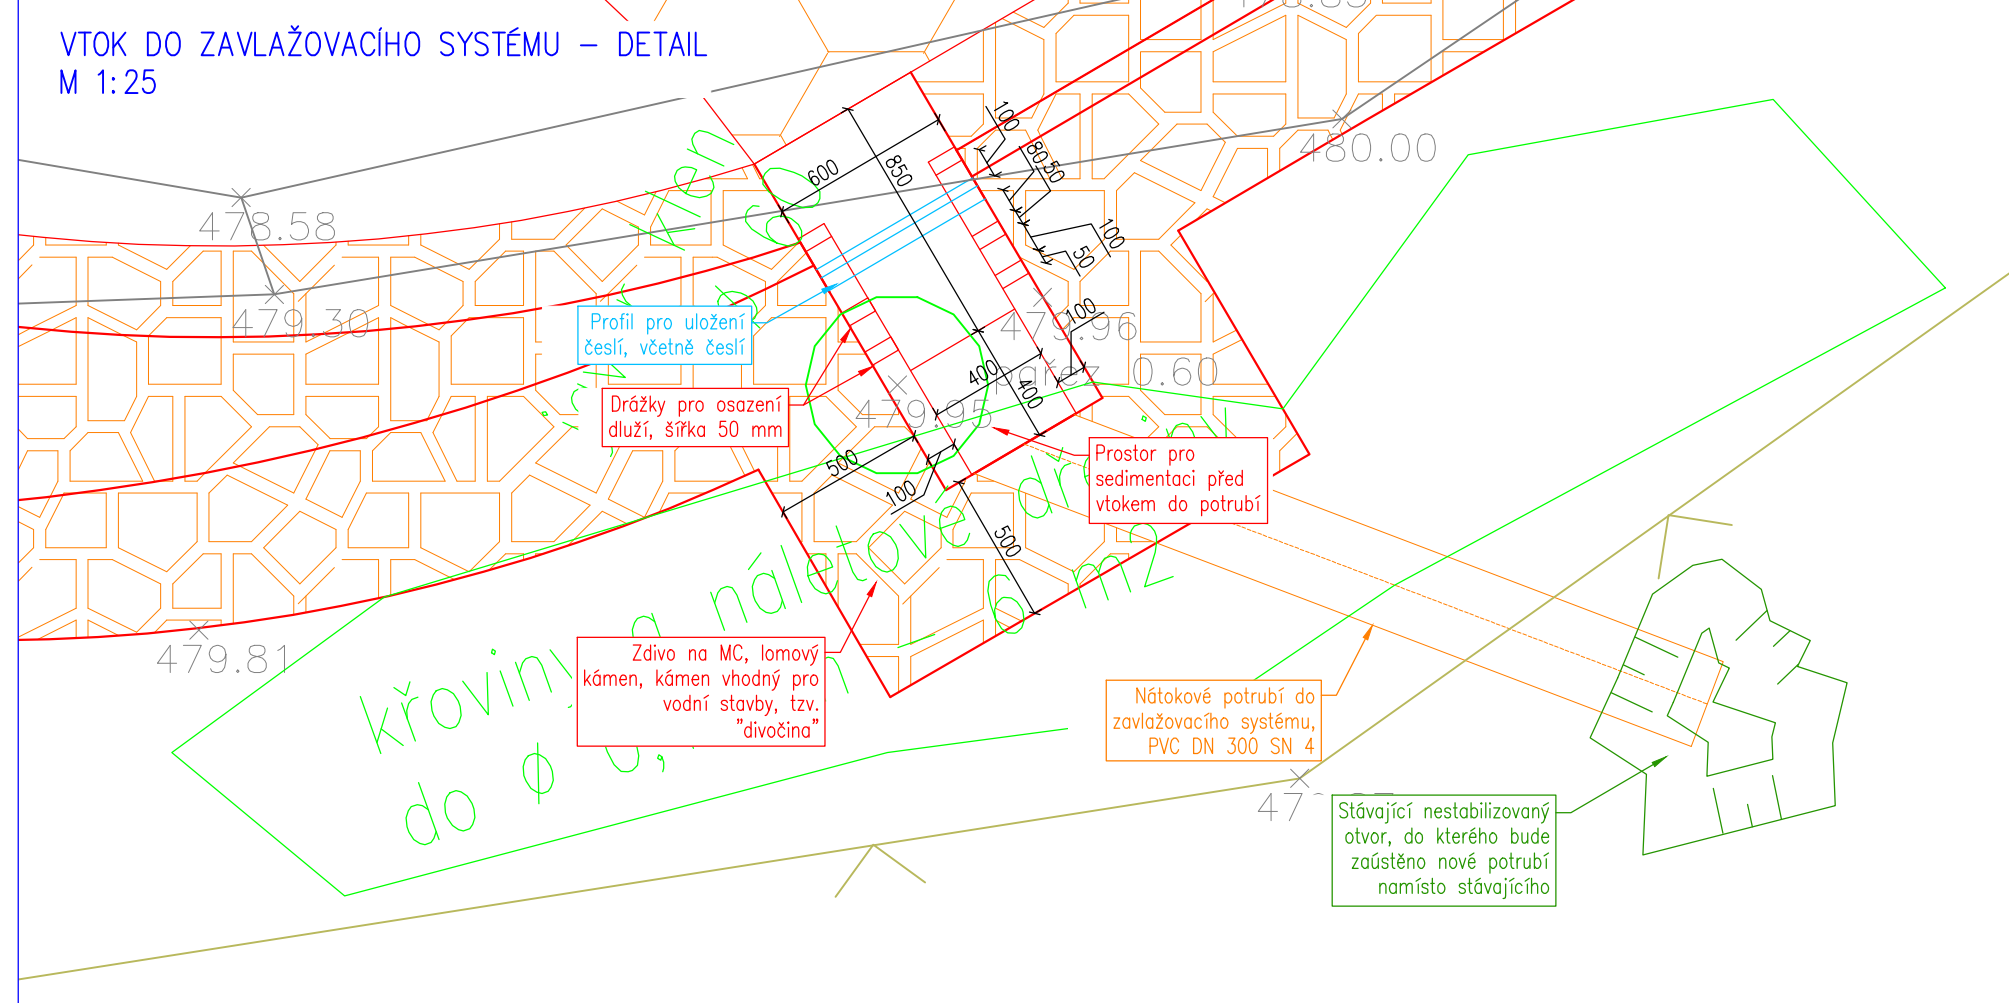 VTOK DO ZAVLAŽOVACÍHO SYSTÉMU – DETAIL
M 1:25
480.00
478.58
479.30
479.96
pařez 0.60
479.95
479.81
600
850
100
80
50
100
50
100
400
400
500
100
500
Profil pro uložení
česlí, včetně česlí
Drážky pro osazení
dluží, šířka 50 mm
Prostor pro
sedimentaci před
vtokem do potrubí
Zdivo na MC, lomový
kámen, kámen vhodný pro
vodní stavby, tzv.
"divočina"
Nátokové potrubí do
zavlažovacího systému,
PVC DN 300 SN 4
Stávající nestabilizovaný
otvor, do kterého bude
zaústěno nové potrubí
namísto stávajícího
křoviny a náletové
do ø
6 m2